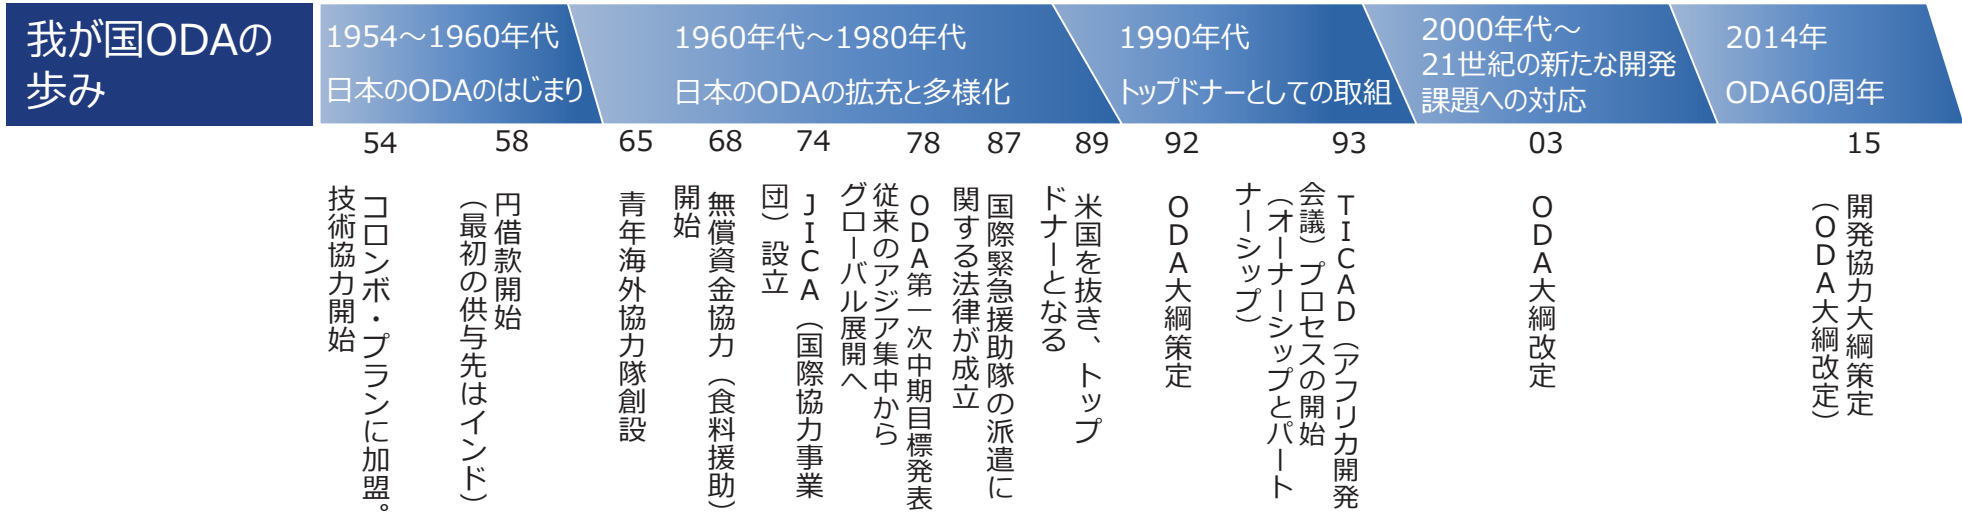 我が国ODAの
歩み
1954～1960年代
日本のODAのはじまり
1960年代～1980年代
日本のODAの拡充と多様化
1990年代
トップドナーとしての取組
2000年代～
21世紀の新たな開発
課題への対応
2014年
ODA60周年
54
コロンボ・プランに加盟。
技術協力開始
58
円借款開始
（最初の供与先はインド）
65
青年海外協力隊創設
68
無償資金協力（食料援助）
開始
74
JICA（国際協力事業
団）設立
78
ODA第一次中期目標発表
従来のアジア集中から
グローバル展開へ
87
国際緊急援助隊の派遣に
関する法律が成立
89
米国を抜き、トップ
ドナーとなる
92
ODA大綱策定
93
TICAD（アフリカ開発
会議）プロセスの開始
（オーナーシップとパート
ナーシップ）
03
ODA大綱改定
15
開発協力大綱策定
（ODA大綱改定）